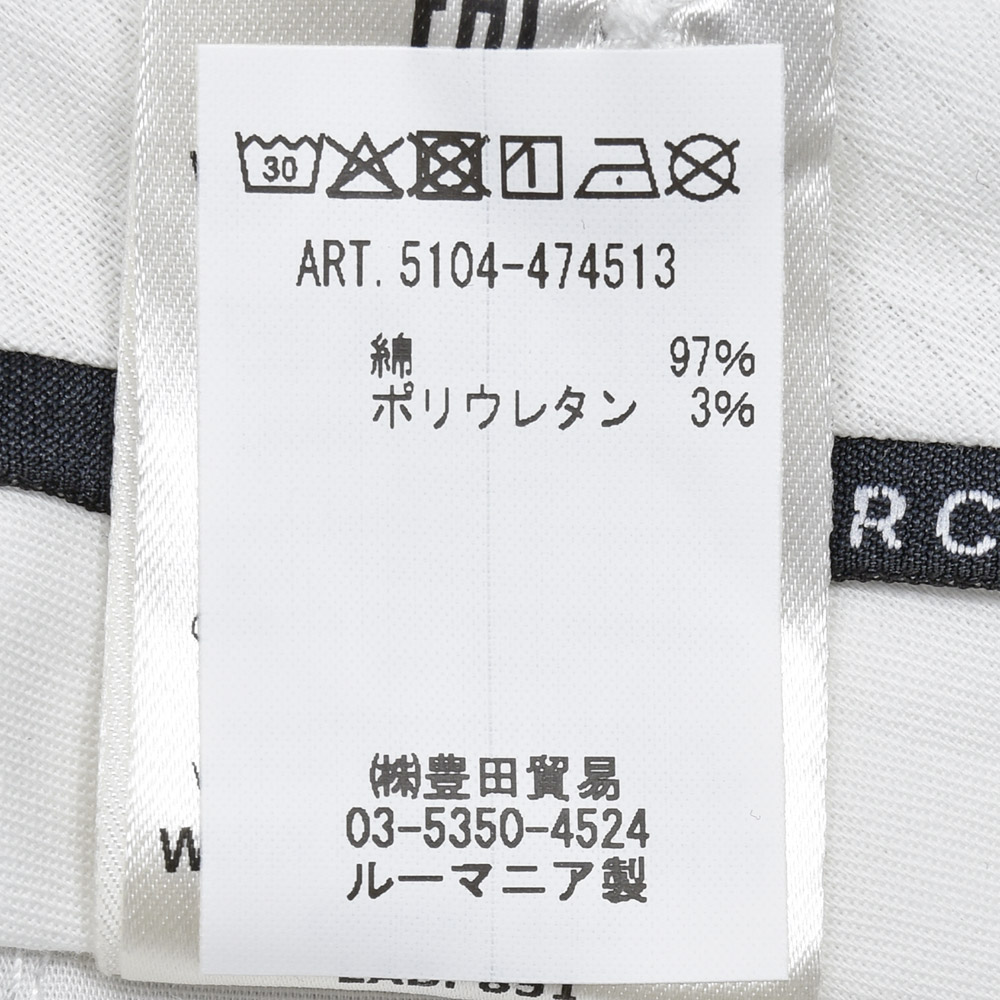 30
ART. 5104-474513
綿 97%
ポリウレタン 3%
R C
㈱豊田貿易
03-5350-4524
ルーマニア製